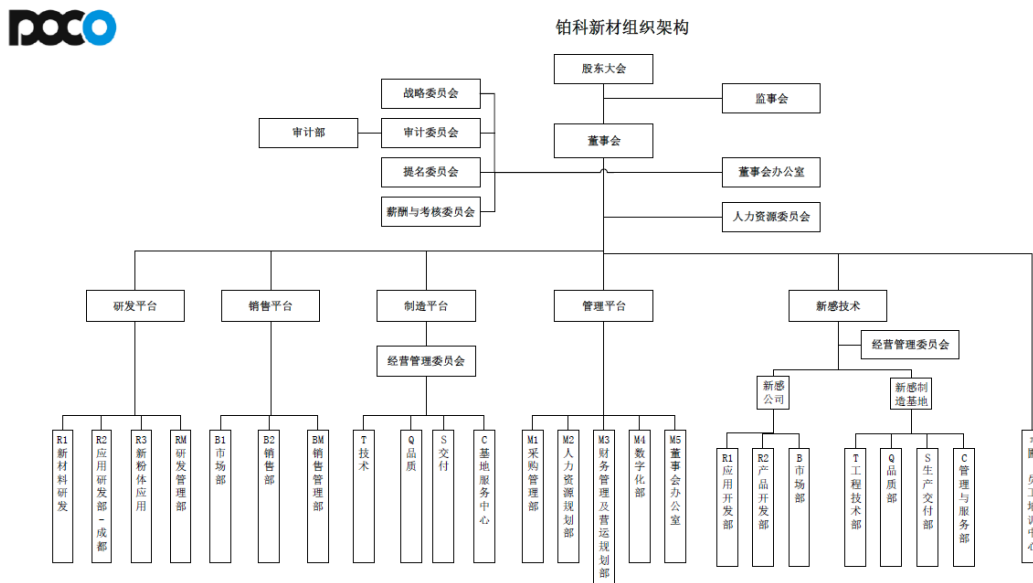 POCO
铂科新材组织架构
股东大会
战略委员会
监事会
审计部
审计委员会
董事会
提名委员会
董事会办公室
薪酬与考核委员会
人力资源委员会
研发平台
销售平台
制造平台
管理平台
新感技术
经营管理委员会
经营管理委员会
新感公司
新感制造基地
R1新材料研发
R2应用研发部-成都
R3新粉体应用
RM研发管理部
B1市场部
B2销售部
BM销售管理部
T技术
Q品质
S交付
C基地服务中心
M1采购管理部
M2人力资源规划部
M3财务管理及营运规划部
M4数字化部
M5董事会办公室
R1应用开发部
R2产品开发部
B市场部
T工程技术部
Q品质部
S生产交付部
C管理与服务部
员工培训中心